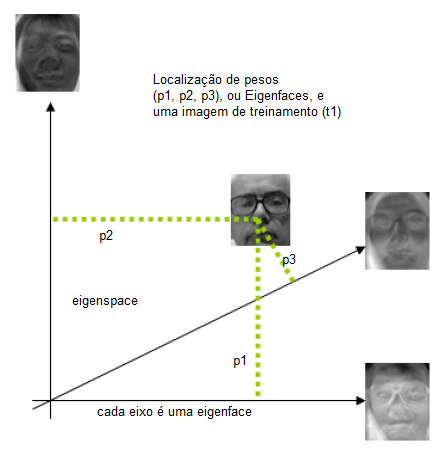 Localização de pesos
(p1, p2, p3), ou Eigenfaces, e
uma imagem de treinamento (t1)
p2
p3
eigenspace
p1
cada eixo é uma eigenface